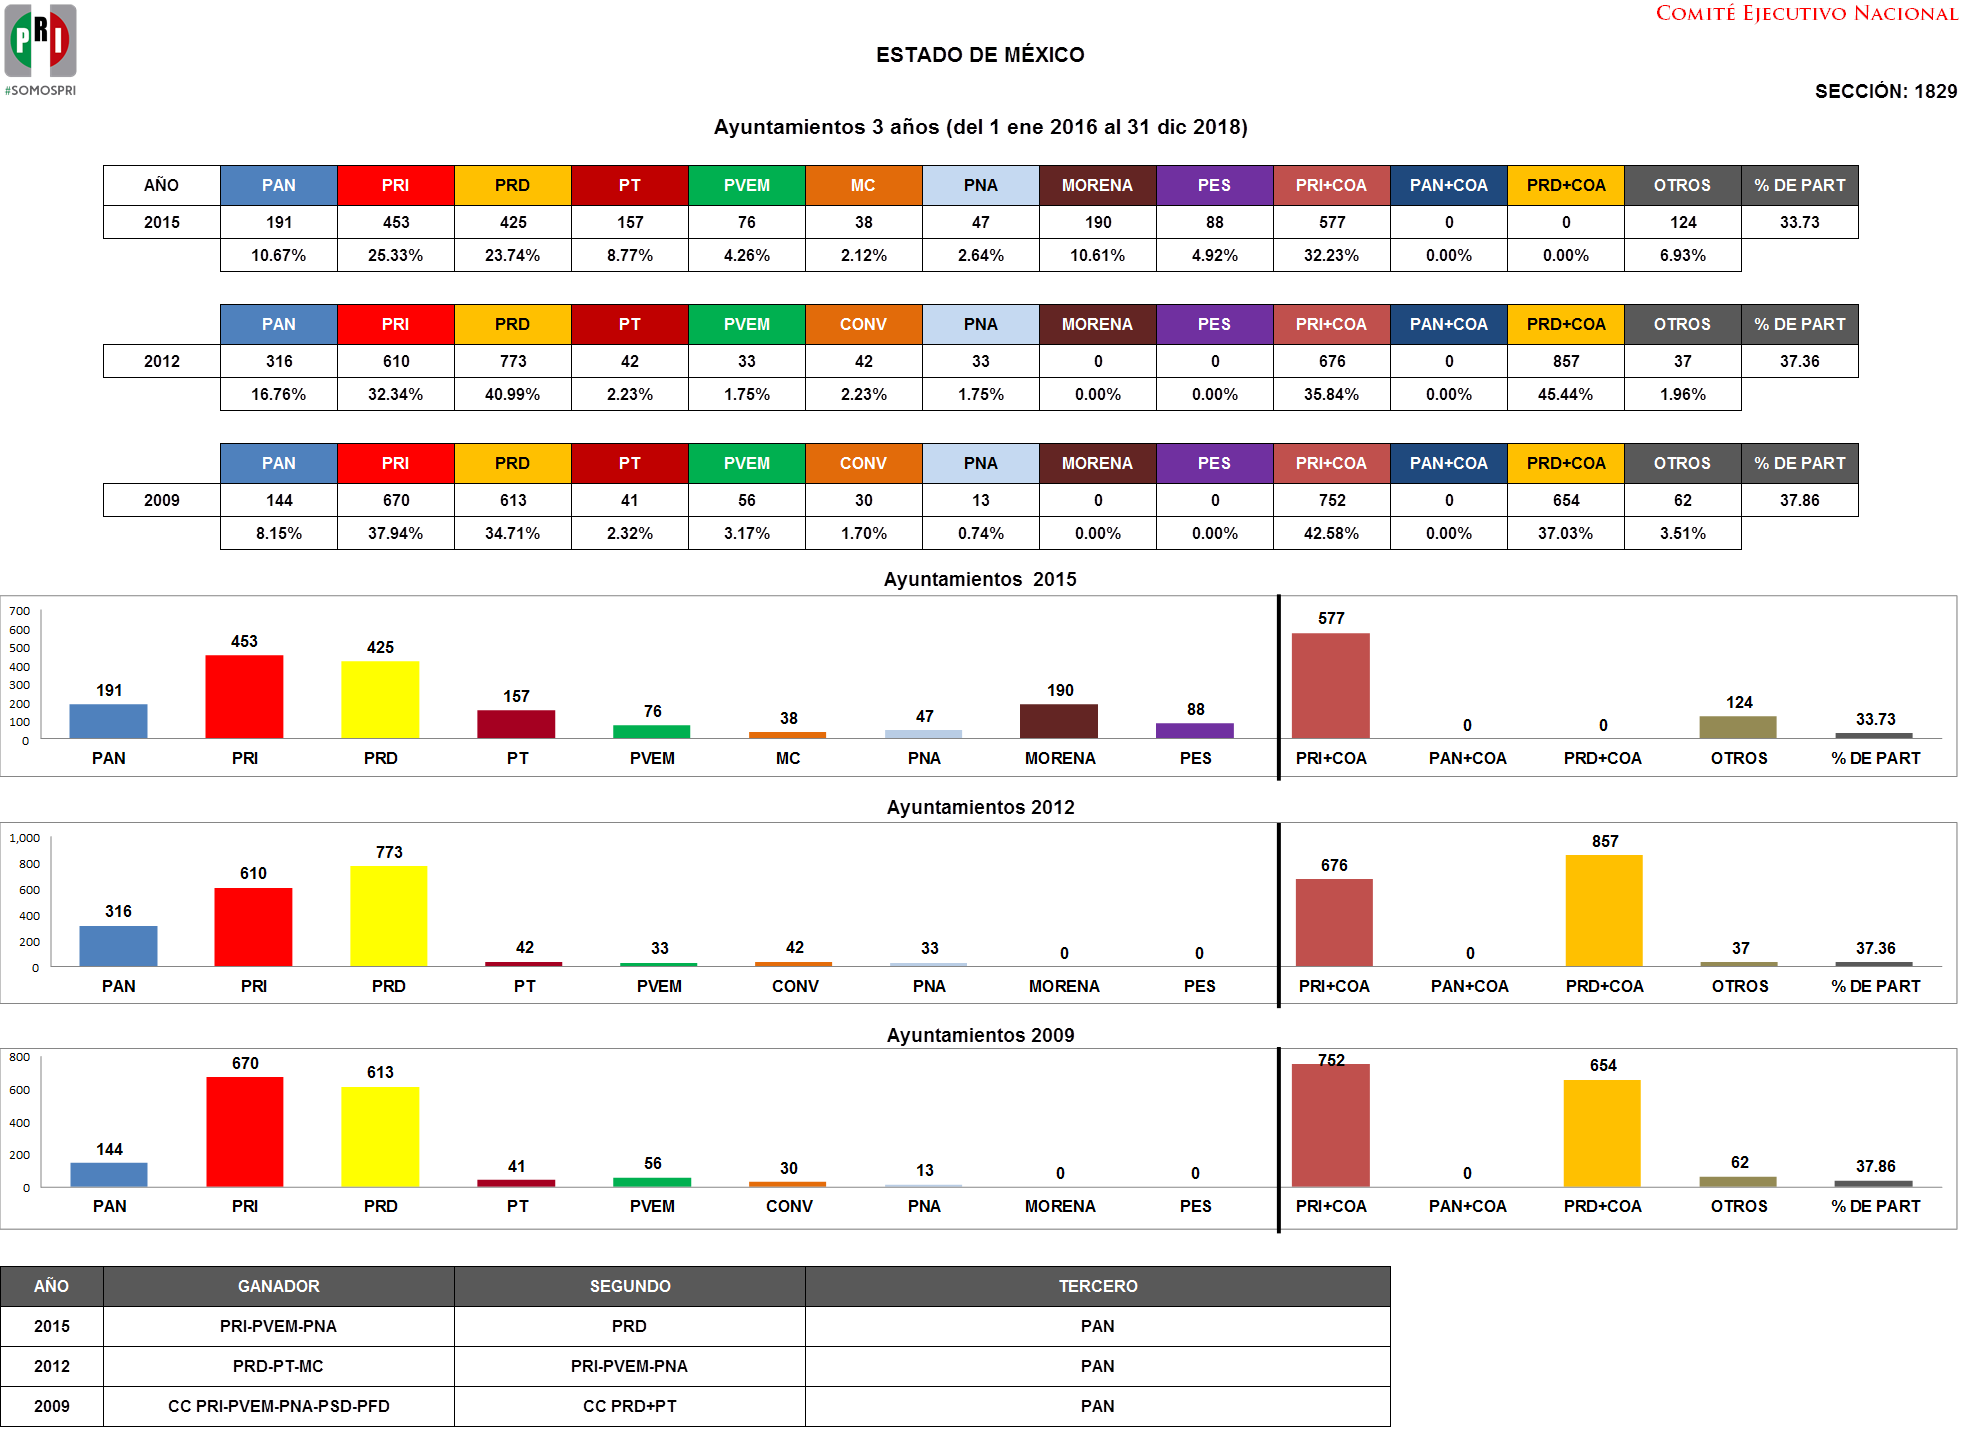 PRI
#SOMOSPRI
COMITÉ EJECUTIVO NACIONAL
ESTADO DE MÉXICO
SECCIÓN: 1829
Ayuntamientos 3 años (del 1 ene 2016 al 31 dic 2018)
AÑO PAN PRI PRD PT PVEM MC PNA MORENA PES PRI+COA PAN+COA PRD+COA OTROS % DE PART
2015 191 453 425 157 76 38 47 190 88 577 0 0 124 33.73
10.67% 25.33% 23.74% 8.77% 4.26% 2.12% 2.64% 10.61% 4.92% 32.23% 0.00% 0.00% 6.93%
PAN PRI PRD PT PVEM CONV PNA MORENA PES PRI+COA PAN+COA PRD+COA OTROS % DE PART
2012 316 610 773 42 33 42 33 0 0 676 0 857 37 37.36
16.76% 32.34% 40.99% 2.23% 1.75% 2.23% 1.75% 0.00% 0.00% 35.84% 0.00% 45.44% 1.96%
PAN PRI PRD PT PVEM CONV PNA MORENA PES PRI+COA PAN+COA PRD+COA OTROS % DE PART
2009 144 670 613 41 56 30 13 0 0 752 0 654 62 37.86
8.15% 37.94% 34.71% 2.32% 3.17% 1.70% 0.74% 0.00% 0.00% 42.58% 0.00% 37.03% 3.51%
Ayuntamientos 2015
700
600
500
400
300
200
100
0
191 453 425 157 76 38 47 190 88 577 0 0 124 33.73
PAN PRI PRD PT PVEM MC PNA MORENA PES PRI+COA PAN+COA PRD+COA OTROS % DE PART
Ayuntamientos 2012
1,000
800
600
400
200
0
316 610 773 42 33 42 33 0 0 676 0 857 37 37.36
PAN PRI PRD PT PVEM CONV PNA MORENA PES PRI+COA PAN+COA PRD+COA OTROS % DE PART
Ayuntamientos 2009
800
600
400
200
0
144 670 613 41 56 30 13 0 0 752 0 654 62 37.86
PAN PRI PRD PT PVEM CONV PNA MORENA PES PRI+COA PAN+COA PRD+COA OTROS % DE PART
AÑO GANADOR SEGUNDO TERCERO
2015 PRI-PVEM-PNA PRD PAN
2012 PRD-PT-MC PRI-PVEM-PNA PAN
2009 CC PRI-PVEM-PNA-PSD-PFD CC PRD+PT PAN